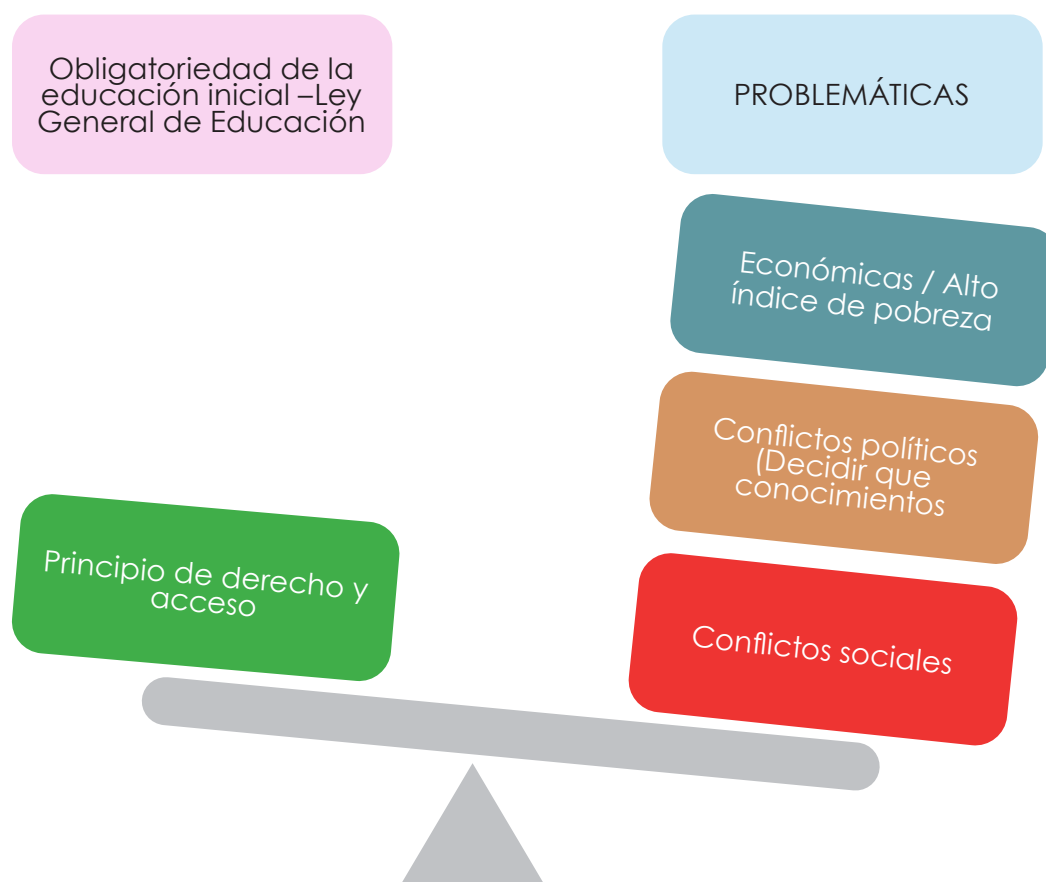 Obligatoriedad de la
educación inicial –Ley
General de Educación
PROBLEMÁTICAS
Económicas / Alto
índice de pobreza
Conflictos políticos
(Decidir que
conocimientos
Conflictos sociales
Principio de derecho y
acceso